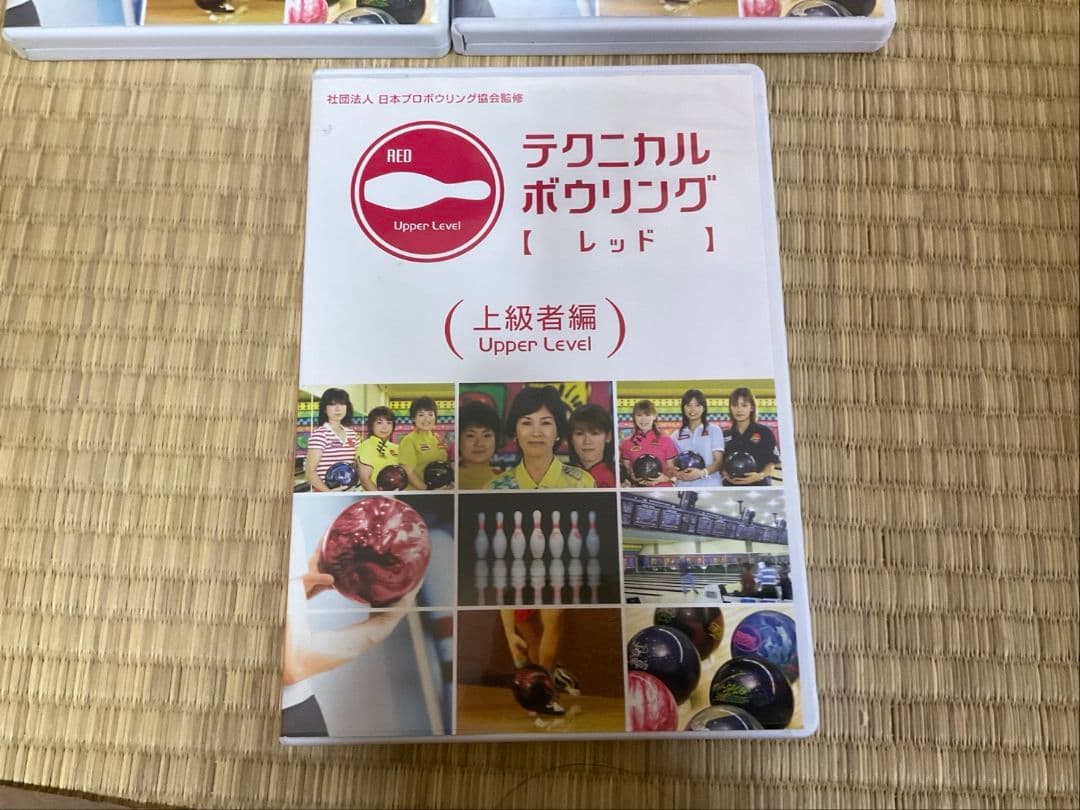 社団法人 日本プロボウリング協会監修
RED
Upper Level
テクニカル
ボウリング
【 レッド 】
(上級者編)
Upper Level